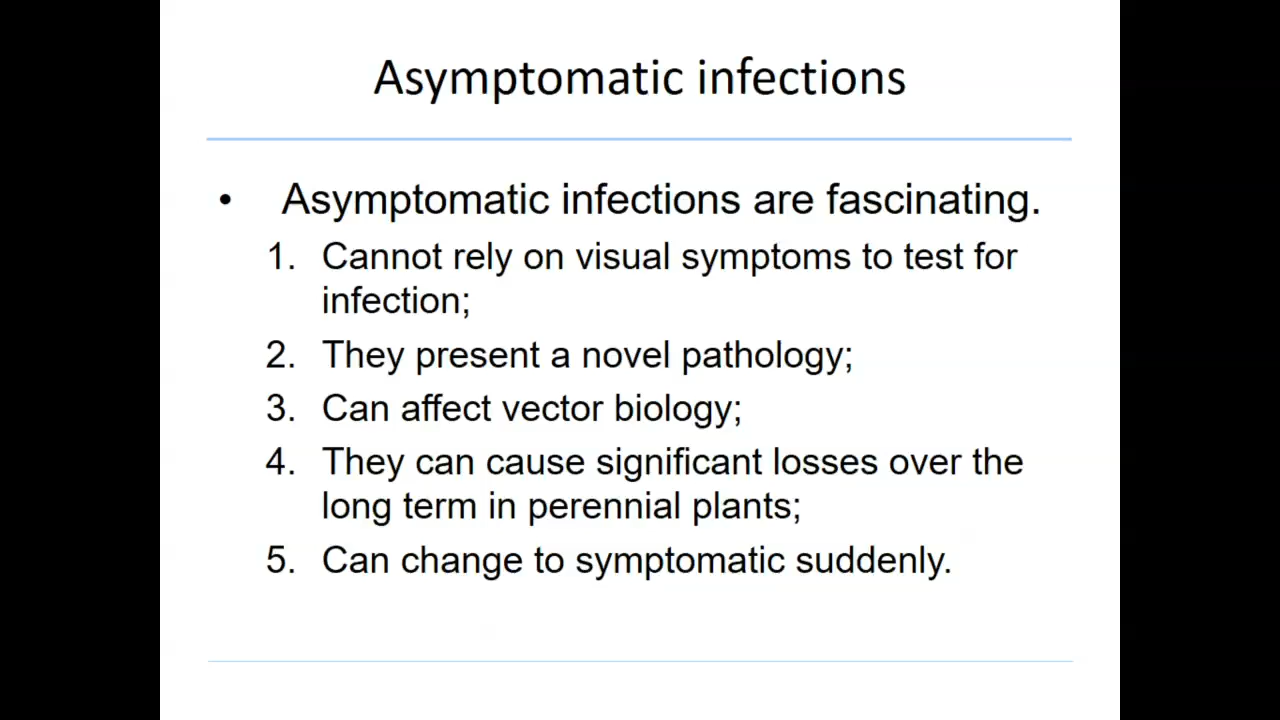 Asymptomatic infections
• Asymptomatic infections are fascinating.
1. Cannot rely on visual symptoms to test for
infection;
2. They present a novel pathology;
3. Can affect vector biology;
4. They can cause significant losses over the
long term in perennial plants;
5. Can change to symptomatic suddenly.